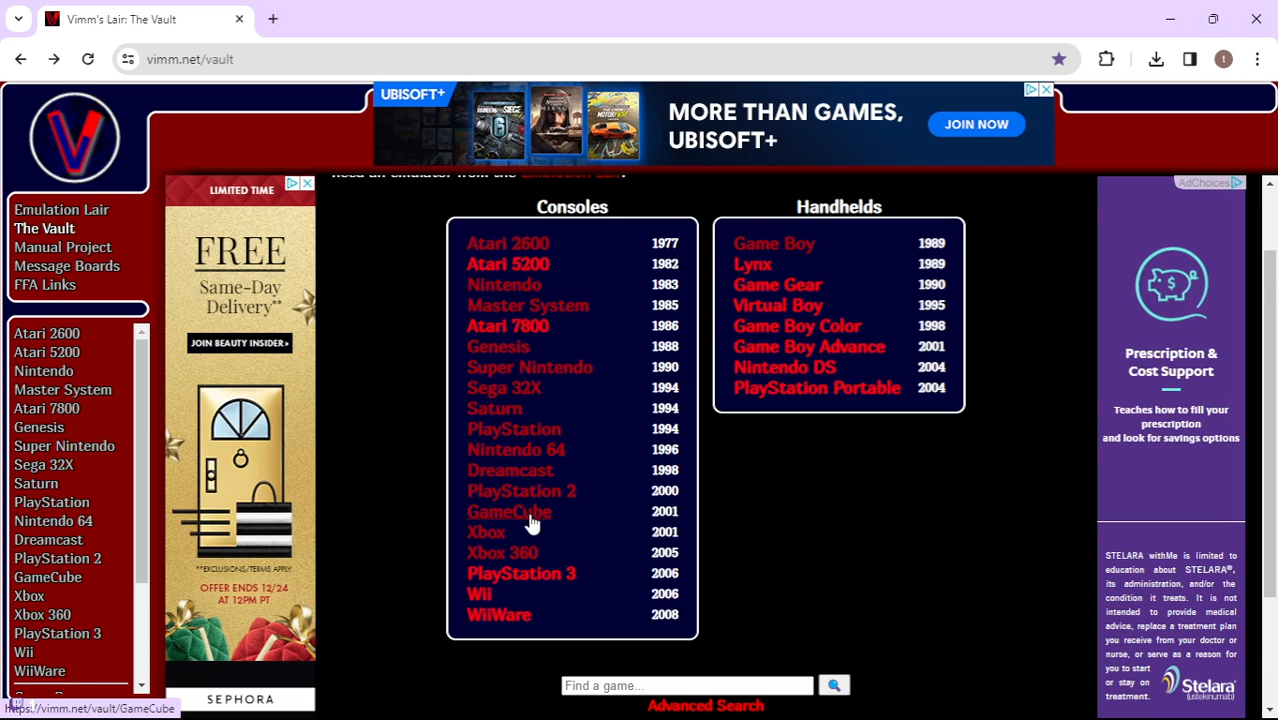 Vimm's Lair: The Vault
vimm.net/vault
t
V
UBISOFT+
MORE THAN GAMES,
UBISOFT+
JOIN NOW
Emulation Lair
The Vault
Manual Project
Message Boards
FFA Links
Atari 2600
Atari 5200
Nintendo
Master System
Atari 7800
Genesis
Super Nintendo
Sega 32X
Saturn
PlayStation
Nintendo 64
Dreamcast
PlayStation 2
GameCube
Xbox
Xbox 360
PlayStation 3
Wii
WiiWare
https://vimm.net/vault/GameCube
LIMITED TIME
FREE
Same-Day
Delivery**
JOIN BEAUTY INSIDER▸
**EXCLUSIONS/TERMS APPLY.
OFFER ENDS 12/24
AT 12PM PT
SEPHORA
Consoles
Atari 2600 1977
Atari 5200 1982
Nintendo 1983
Master System 1985
Atari 7800 1986
Genesis 1988
Super Nintendo 1990
Sega 32X 1994
Saturn 1994
PlayStation 1994
Nintendo 64 1996
Dreamcast 1998
PlayStation 2 2000
GameCube 2001
Xbox 2001
Xbox 360 2005
PlayStation 3 2006
Wii 2006
WiiWare 2008
Handhelds
Game Boy 1989
Lynx 1989
Game Gear 1990
Virtual Boy 1995
Game Boy Color 1998
Game Boy Advance 2001
Nintendo DS 2004
PlayStation Portable 2004
Find a game...
Advanced Search
AdChoices
Prescription &
Cost Support
Teaches how to fill your
prescription
and look for savings options
STELARA withMe is limited to
education about STELARA®,
its administration, and/or the
condition it treats. It is not
intended to provide medical
advice, replace a treatment plan
you receive from your doctor or
nurse, or serve as a reason for
you to start
or stay on
treatment.
Stelara
(ustekinumab)